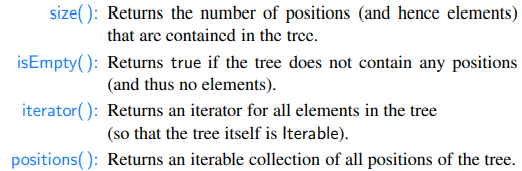 size(): Returns the number of positions (and hence elements)
that are contained in the tree.
isEmpty(): Returns true if the tree does not contain any positions
(and thus no elements).
iterator(): Returns an iterator for all elements in the tree
(so that the tree itself is Iterable).
positions(): Returns an iterable collection of all positions of the tree.